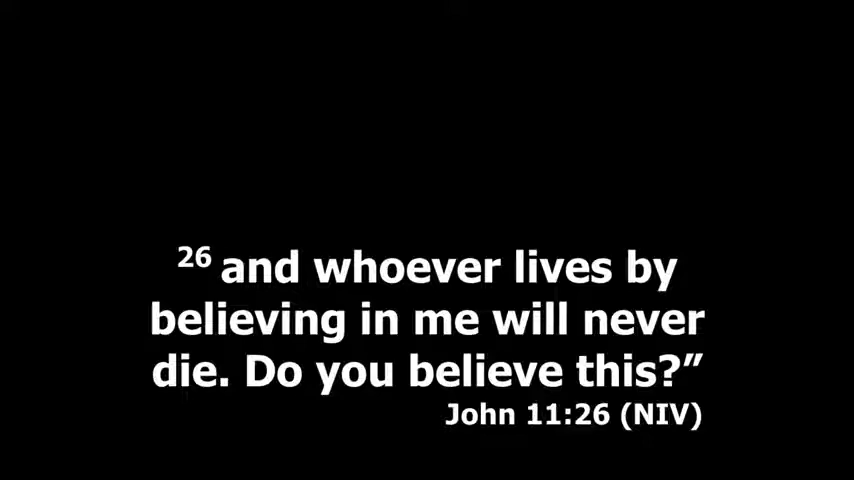 26 and whoever lives by
believing in me will never
die. Do you believe this?”
John 11:26 (NIV)